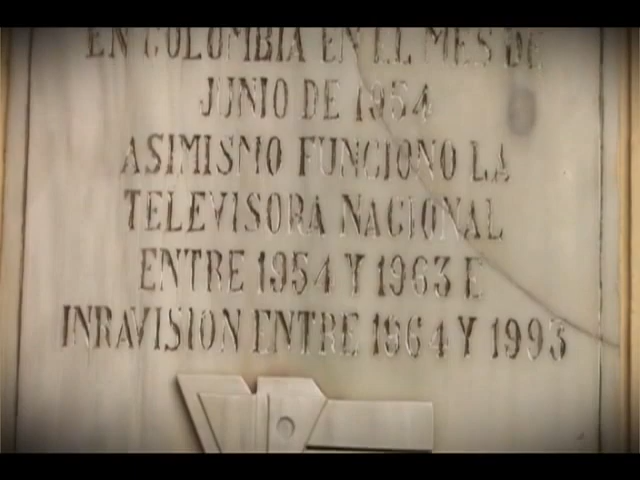 EN COLOMBIA EN EL MES DE
JUNIO DE 1954
ASIMISMO FUNCIONO LA
TELEVISORA NACIONAL
ENTRE 1954 Y 1963 E
INRAVISION ENTRE 1964 Y 1993